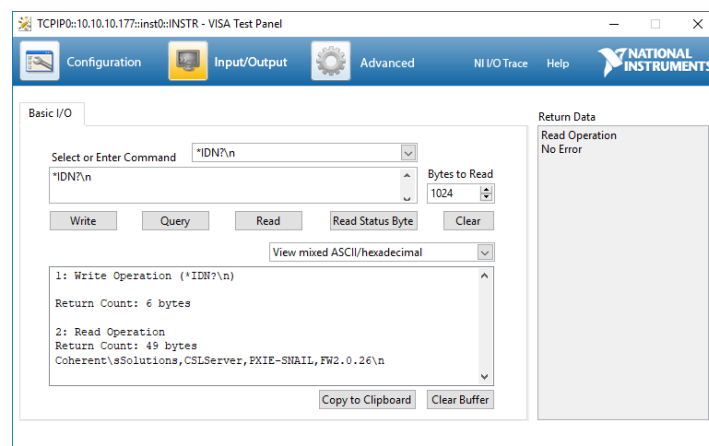 TCPIP0::10.10.10.177::inst0::INSTR - VISA Test Panel
Configuration
Input/Output
Advanced
NI I/O Trace
Help
NATIONAL
INSTRUMENTS
Basic I/O
Select or Enter Command
*IDN?\n
*IDN?\n
Bytes to Read
1024
Write
Query
Read
Read Status Byte
Clear
View mixed ASCII/hexadecimal
1: Write Operation (*IDN?\n)
Return Count: 6 bytes
2: Read Operation
Return Count: 49 bytes
Coherent\sSolutions,CSLServer,PXIE-SNAIL,FW2.0.26\n
Copy to Clipboard
Clear Buffer
Return Data
Read Operation
No Error